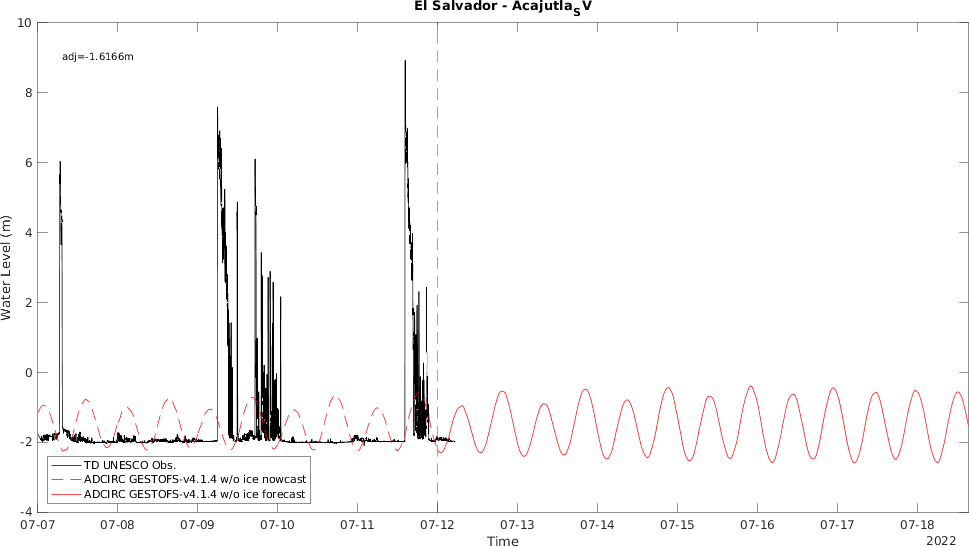 El Salvador - AcajutlaSV
adj=-1.6166m
10
8
6
4
2
0
-2
-4
Water Level (m)
TD UNESCO Obs.
ADCIRC GESTOFS-v4.1.4 w/o ice nowcast
ADCIRC GESTOFS-v4.1.4 w/o ice forecast
07-07 07-08 07-09 07-10 07-11 07-12 07-13 07-14 07-15 07-16 07-17 07-18
Time
2022